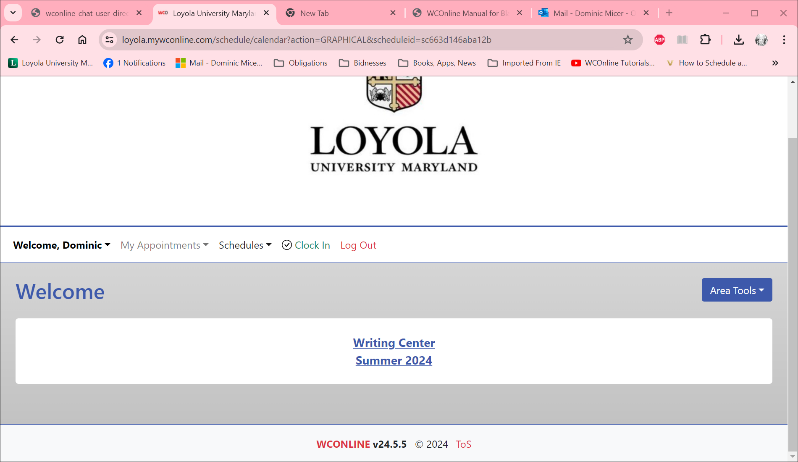 wconline-chat-user-direc
Loyola University Maryla
New Tab
WCOnline Manual for
Mail - Dominic Micer - O
loyola.mywconline.com/schedule/calendar?action=GRAPHICAL&scheduleid=sc663d146aba12b
ABP
Loyola University M...
1 Notifications
Mail - Dominic Mice...
Obligations
Bidnesses
Books, Apps, News
Imported From IE
WCOnline Tutorials...
How to Schedule a...
LOYOLA
UNIVERSITY MARYLAND
Welcome, Dominic
My Appointments
Schedules
Clock In
Log Out
Welcome
Area Tools
Writing Center
Summer 2024
WCONLINE v24.5.5 © 2024 ToS